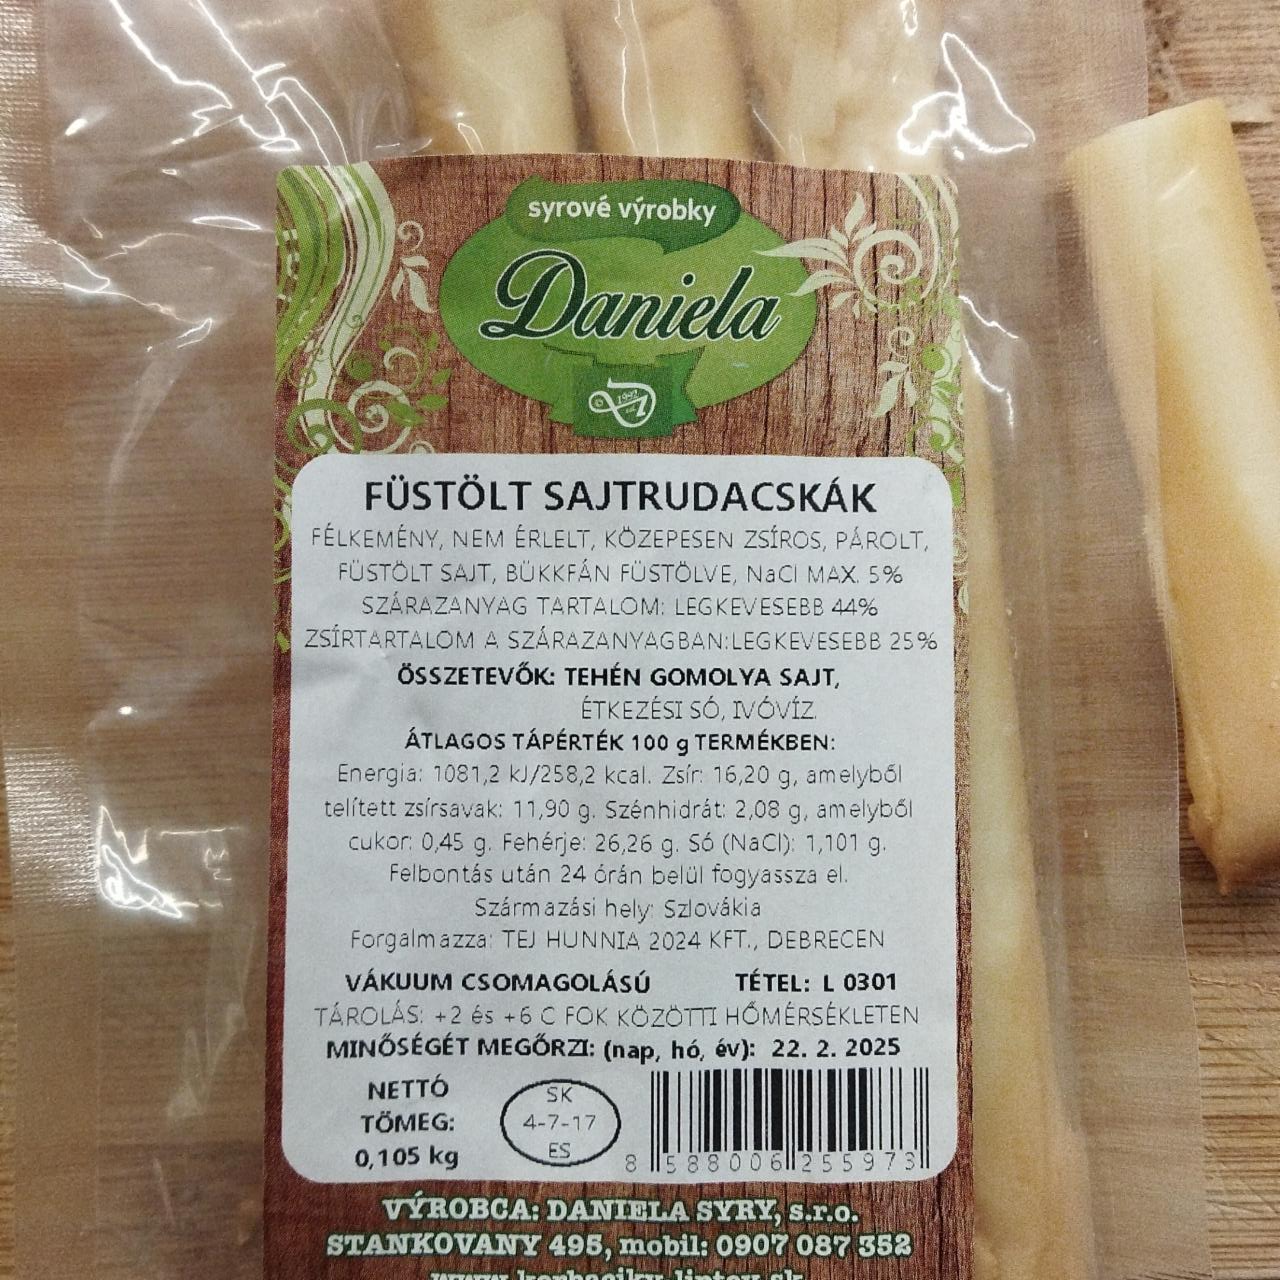 syrové výrobky
Daniela
1992
FÜSTÖLT SAJTRUDACSKÁK
FÉLKEMÉNY, NEM ÉRLELT, KÖZEPESEN ZSÍROS, PÁROLT,
FÜSTÖLT SAJT, BÜKKFÁN FÜSTÖLVE, NaCl MAX. 5%
SZÁRAZANYAG TARTALOM: LEGKEVESEBB 44%
ZSÍRTARTALOM A SZÁRAZANYAGBAN:LEGKEVESEBB 25%
ÖSSZETEVŐK: TEHÉN GOMOLYA SAJT,
ÉTKEZÉSI SÓ, IVÓVÍZ.
ÁTLAGOS TÁPÉRTÉK 100 g TERMÉKBEN:
Energia: 1081,2 kJ/258,2 kcal. Zsír: 16,20 g, amelyből
telített zsírsavak: 11,90 g. Szénhidrát: 2,08 g, amelyből
cukor: 0,45 g. Fehérje: 26,26 g. Só (NaCl): 1,101 g.
Felbontás után 24 órán belül fogyassza el.
Származási hely: Szlovákia
Forgalmazza: TEJ HUNNIA 2024 KFT., DEBRECEN
VÁKUUM CSOMAGOLÁSÚ TÉTEL: L 0301
TÁROLÁS: +2 és +6 C FOK KÖZÖTTI HŐMÉRSÉKLETEN
MINŐSÉGÉT MEGŐRZI: (nap, hó, év): 22. 2. 2025
NETTÓ
TÖMEG:
0,105 kg
SK
4-7-17
ES
8 588006 255973
VÝROBCA: DANIELA SYRY, s.r.o.
STANKOVANY 495, mobil: 0907 087 352
www.korbaciky-liptov.sk